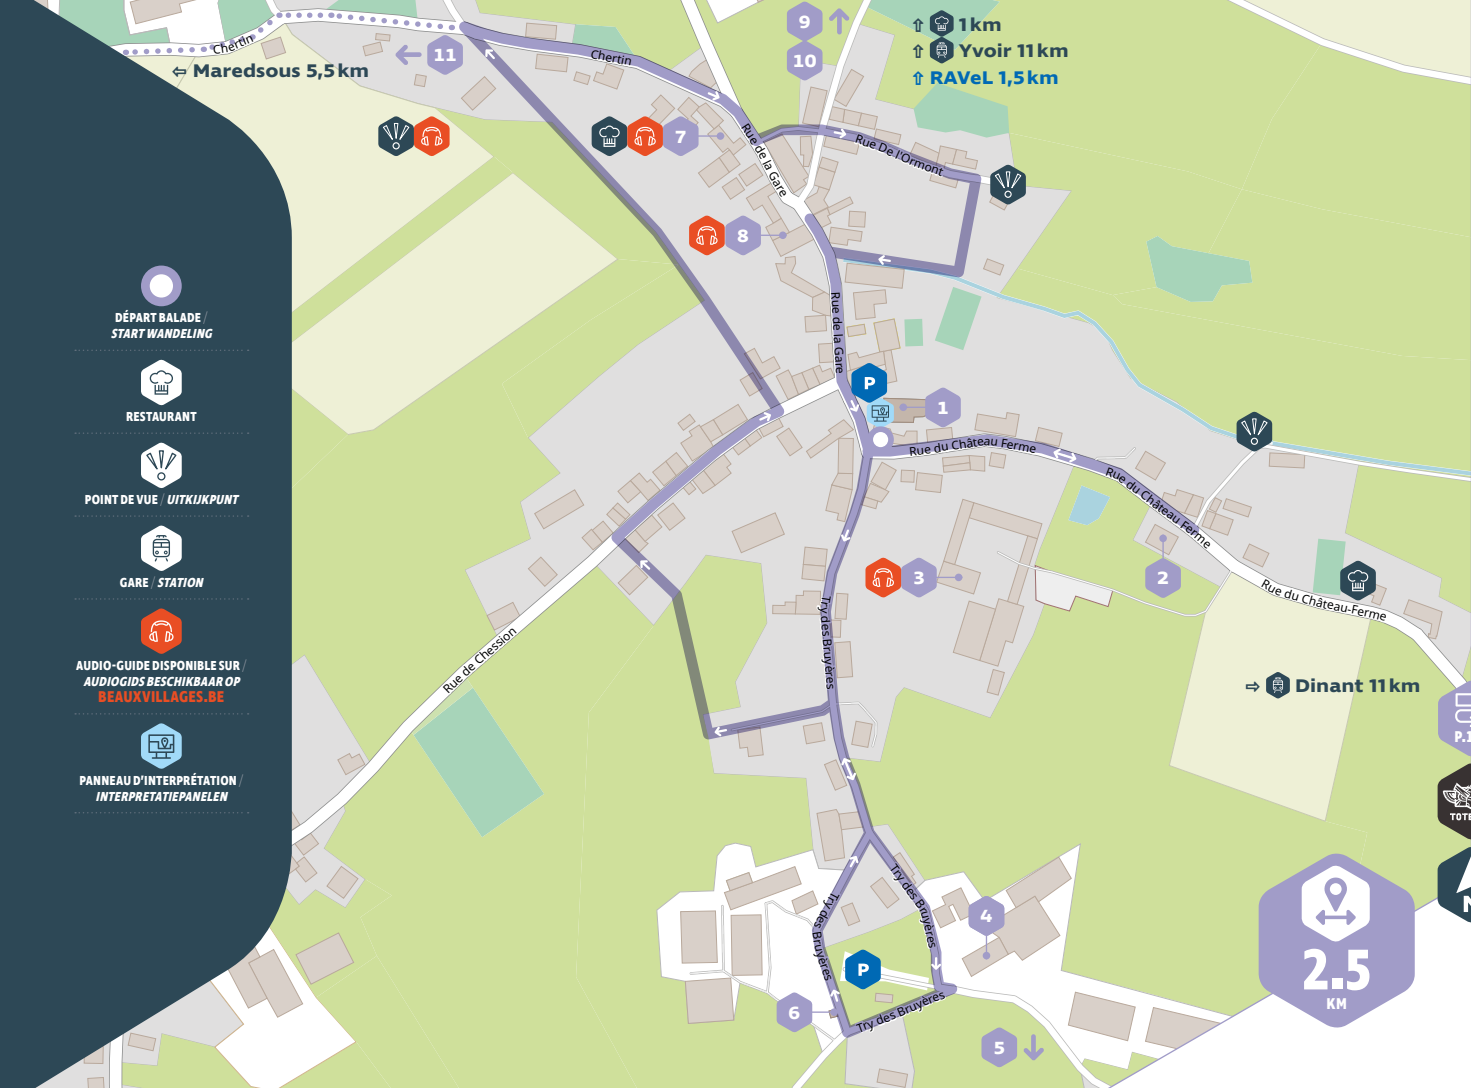 Chertin
⇦ Maredsous 5,5 km
11
Chertin
9
10
⇧ 1 km
⇧ Yvoir 11 km
⇧ RAVeL 1,5 km
7
Rue de la Gare
Rue De l'Ormont
8
Rue de la Gare
P
1
Rue du Château Ferme
Rue du Château Ferme
2
3
Rue du Château-Ferme
Try des Bruyères
Rue de Chession
⇨ Dinant 11 km
P.1
TOTE
N
Try des Bruyères
Try des Bruyères
4
P
6
Try des Bruyères
5
2.5
KM
DÉPART BALADE /
START WANDELING
RESTAURANT
POINT DE VUE / UITKIJKPUNT
GARE / STATION
AUDIO-GUIDE DISPONIBLE SUR /
AUDIOGIDS BESCHIKBAAR OP
BEAUXVILLAGES.BE
PANNEAU D'INTERPRÉTATION /
INTERPRETATIEPANELEN